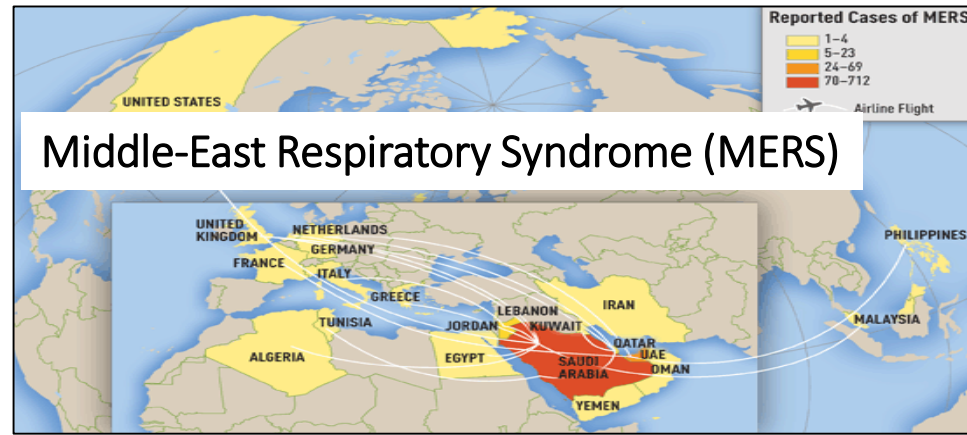 Reported Cases of MERS
1–4
5–23
24–69
70–712
Airline Flight
UNITED STATES
Middle-East Respiratory Syndrome (MERS)
UNITED
KINGDOM
NETHERLANDS
GERMANY
FRANCE
ITALY
GREECE
TUNISIA
ALGERIA
LEBANON
JORDAN
KUWAIT
IRAN
EGYPT
QATAR
UAE
OMAN
SAUDI
ARABIA
YEMEN
PHILIPPINES
MALAYSIA